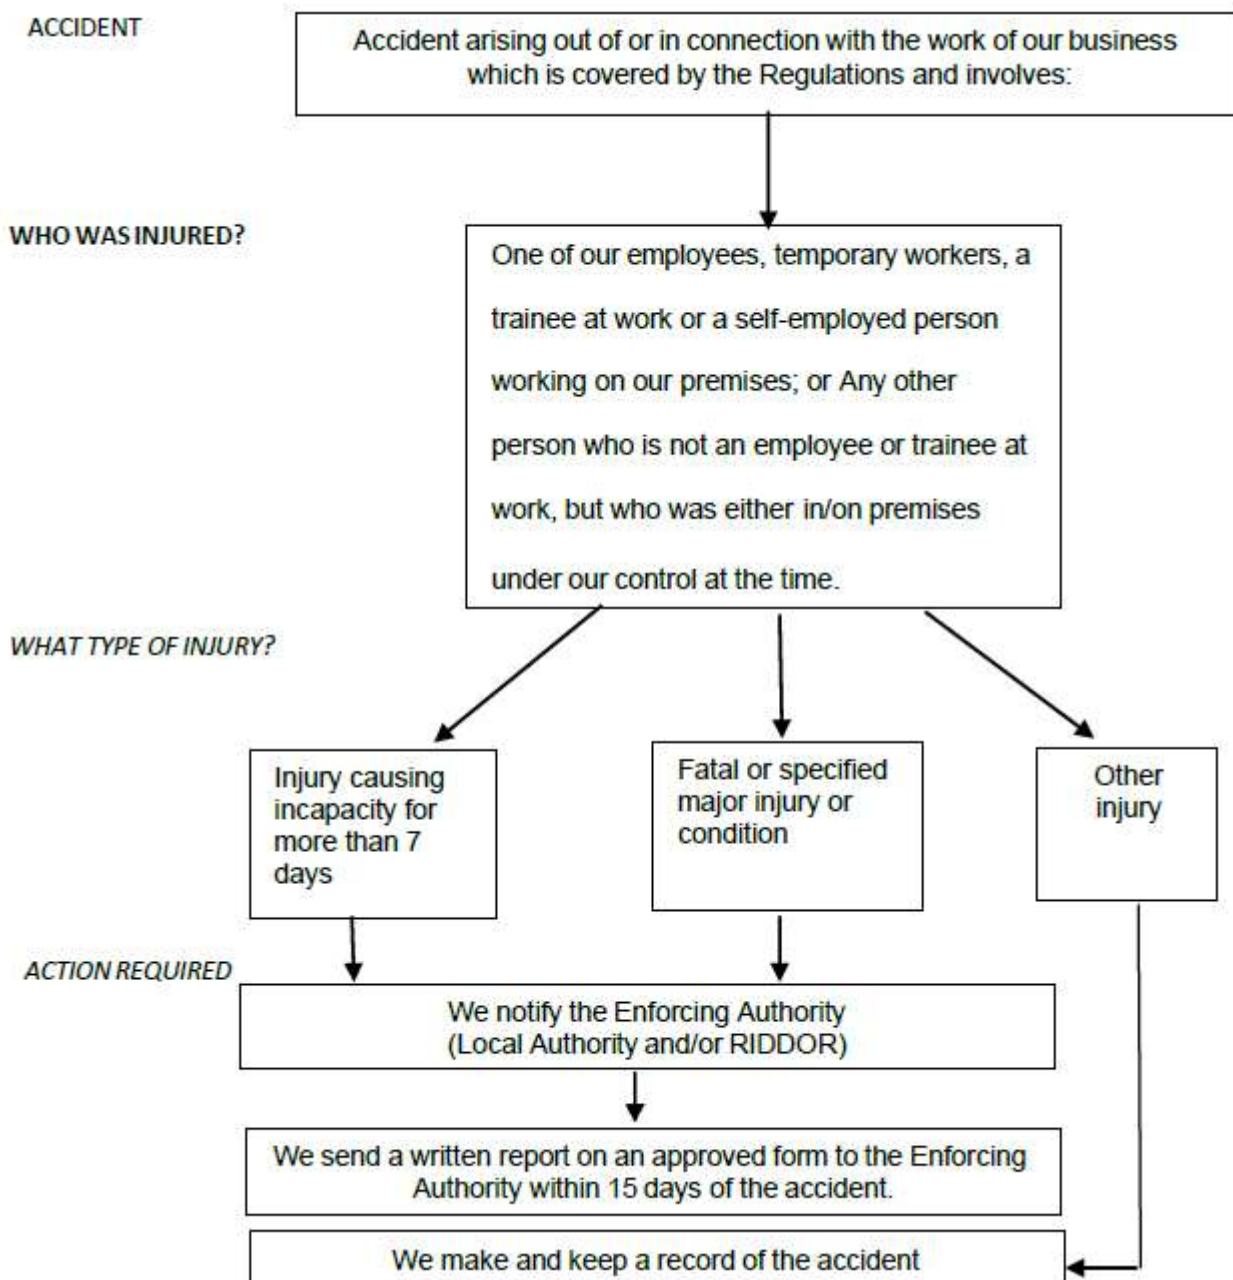 ACCIDENT
Accident arising out of or in connection with the work of our business
which is covered by the Regulations and involves:
WHO WAS INJURED?
One of our employees, temporary workers, a
trainee at work or a self-employed person
working on our premises; or Any other
person who is not an employee or trainee at
work, but who was either in/on premises
under our control at the time.
WHAT TYPE OF INJURY?
Injury causing
incapacity for
more than 7
days
Fatal or specified
major injury or
condition
Other
injury
ACTION REQUIRED
We notify the Enforcing Authority
(Local Authority and/or RIDDOR)
We send a written report on an approved form to the Enforcing
Authority within 15 days of the accident.
We make and keep a record of the accident